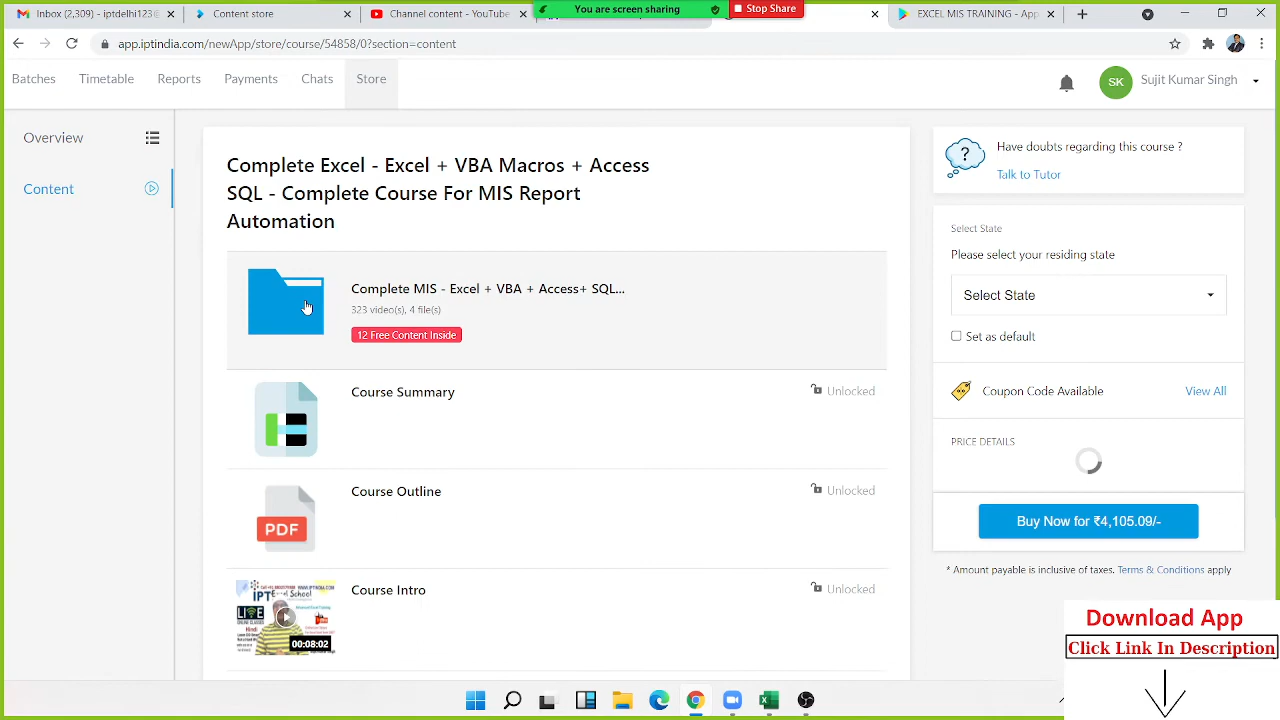 Inbox (2,309) - iptdelhi123@
Content store
Channel content - YouTube
You are screen sharing
Stop Share
EXCEL MIS TRAINING - App
app.iptindia.com/newApp/store/course/54858/0?section=content
Batches
Timetable
Reports
Payments
Chats
Store
SK
Sujit Kumar Singh
Overview
Content
Complete Excel - Excel + VBA Macros + Access
SQL - Complete Course For MIS Report
Automation
Complete MIS - Excel + VBA + Access+ SQL...
323 video(s), 4 file(s)
12 Free Content Inside
Course Summary
Unlocked
Course Outline
Unlocked
PDF
Course Intro
Unlocked
00:08:02
Have doubts regarding this course ?
Talk to Tutor
Select State
Please select your residing state
Select State
Set as default
Coupon Code Available
View All
PRICE DETAILS
Buy Now for ₹4,105.09/-
* Amount payable is inclusive of taxes. Terms & Conditions apply
Download App
Click Link In Description